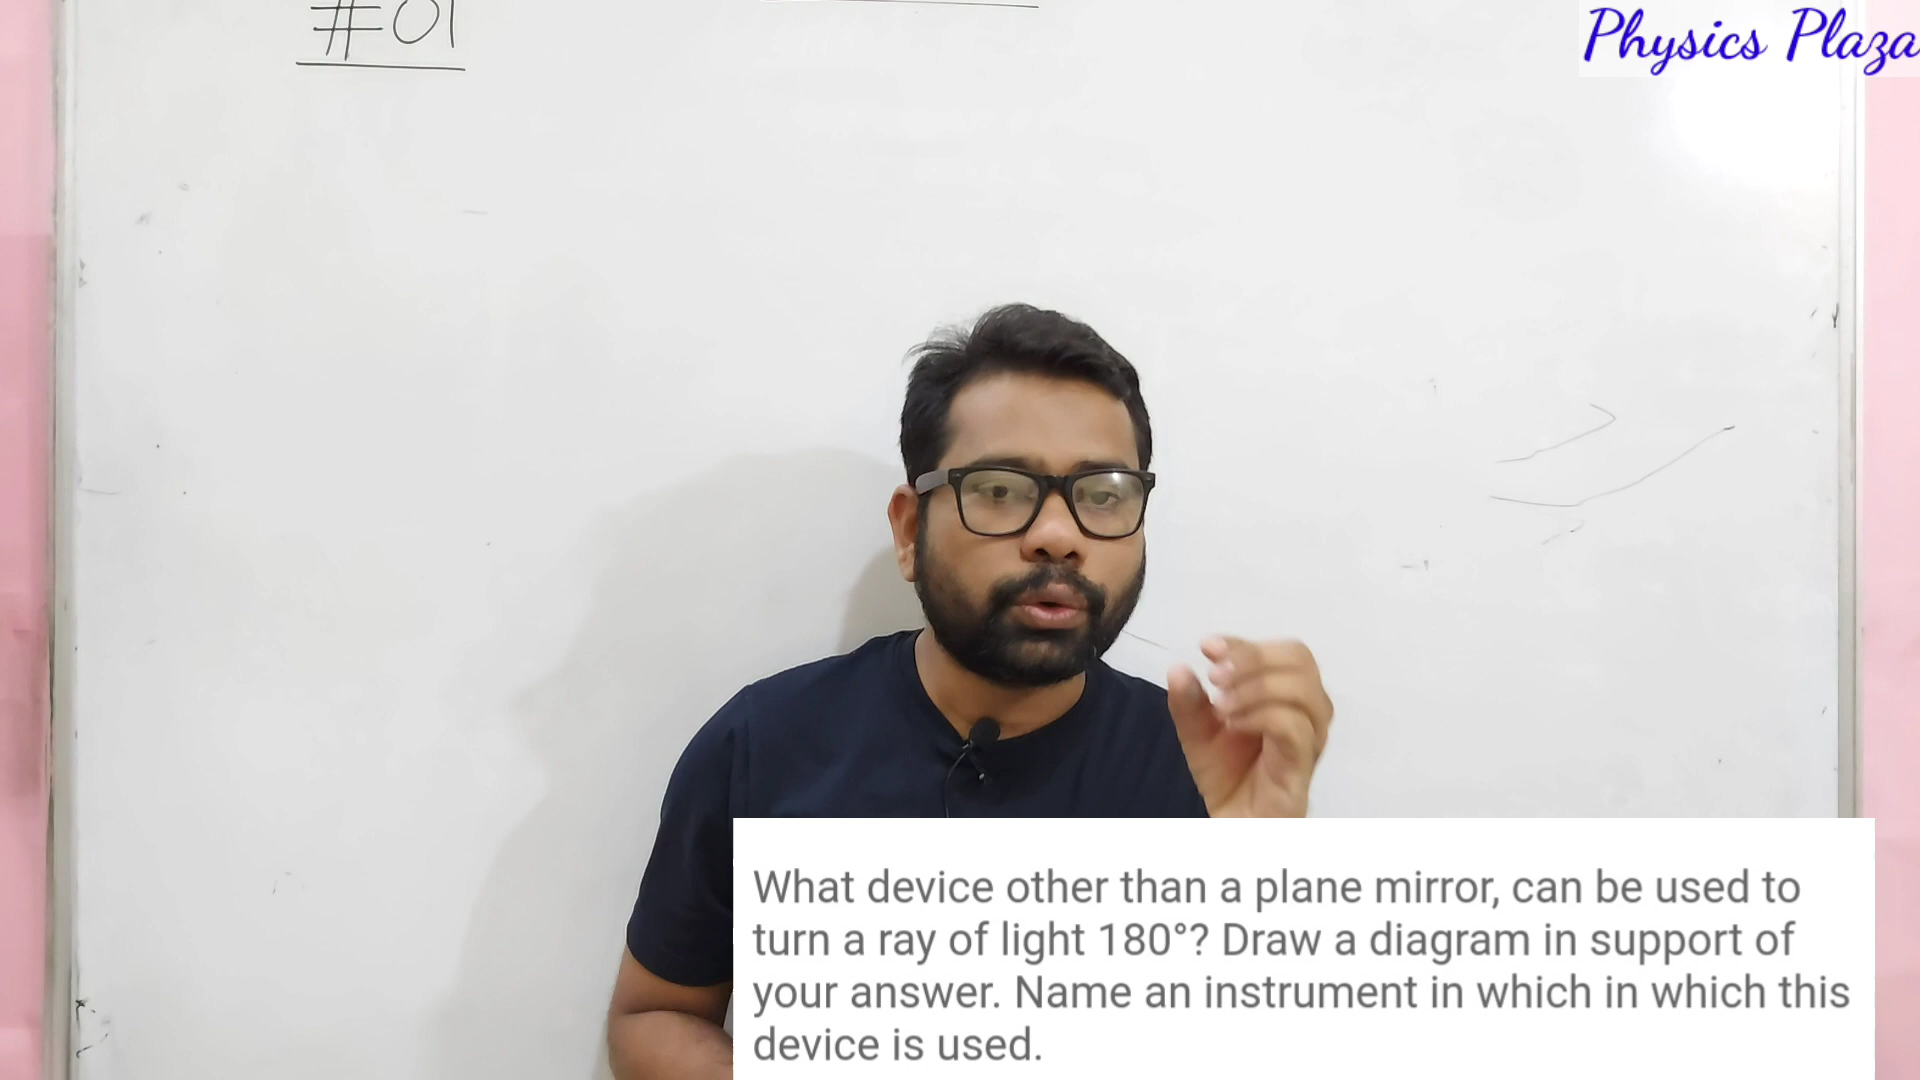 #01
Physics Plaza
What device other than a plane mirror, can be used to
turn a ray of light 180°? Draw a diagram in support of
your answer. Name an instrument in which in which this
device is used.